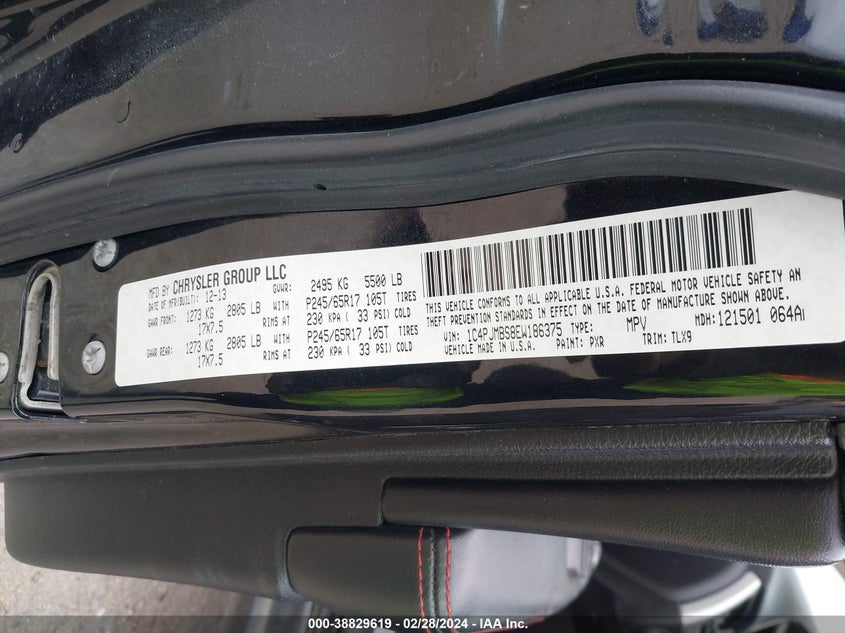 MFD BY CHRYSLER GROUP LLC
DATE OF MFR(BUILT): 12-13 GVWR: 2495 KG 5500 LB
GAWR FRONT: 1273 KG 2805 LB WITH P245/65R17 105T TIRES
17X7.5 RIMS AT 230 KPA ( 33 PSI) COLD
GAWR REAR: 1273 KG 2805 LB WITH P245/65R17 105T TIRES
17X7.5 RIMS AT 230 KPA ( 33 PSI) COLD
THIS VEHICLE CONFORMS TO ALL APPLICABLE U.S.A. FEDERAL MOTOR VEHICLE SAFETY AN
THEFT PREVENTION STANDARDS IN EFFECT ON THE DATE OF MANUFACTURE SHOWN ABOVE.
VIN: 1C4PJMBS8EW186375 TYPE: MPV MDH:121501 064A
MADE IN U.S.A. PAINT: PXR TRIM: TLX9
000-38829619 - 02/28/2024 - IAA Inc.